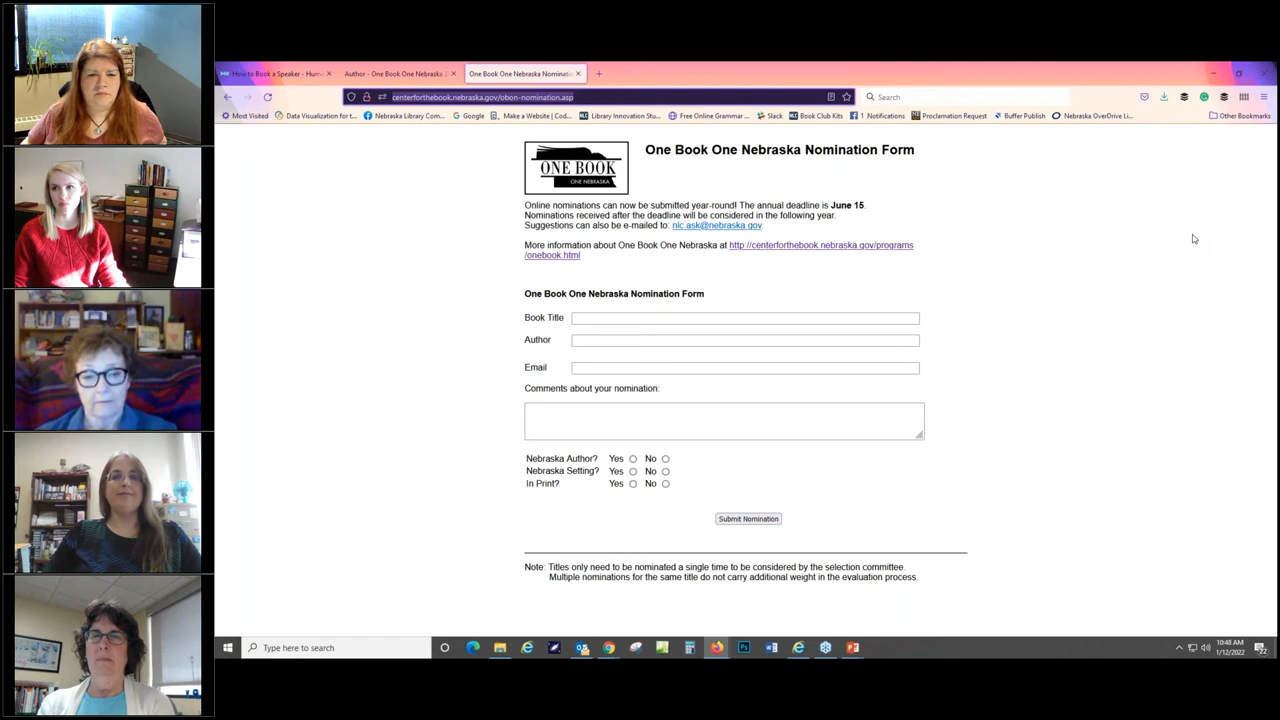 How to Book a Speaker - Hum
Author - One Book One Nebraska
One Book One Nebraska Nominatio
centerforthebook.nebraska.gov/obon-nomination.asp
Search
Most Visited
Data Visualization for t...
Nebraska Library Com...
Google
Make a Website | Cod...
Library Innovation Stu...
Free Online Grammar ...
Slack
Book Club Kits
1 Notifications
Proclamation Request
Buffer Publish
Nebraska OverDrive Li...
Other Bookmarks
ONE BOOK
ONE NEBRASKA
One Book One Nebraska Nomination Form
Online nominations can now be submitted year-round! The annual deadline is June 15.
Nominations received after the deadline will be considered in the following year.
Suggestions can also be e-mailed to: nlc.ask@nebraska.gov.
More information about One Book One Nebraska at http://centerforthebook.nebraska.gov/programs
/onebook.html
One Book One Nebraska Nomination Form
Book Title
Author
Email
Comments about your nomination:
Nebraska Author? Yes No
Nebraska Setting? Yes No
In Print? Yes No
Submit Nomination
Note: Titles only need to be nominated a single time to be considered by the selection committee.
Multiple nominations for the same title do not carry additional weight in the evaluation process.
Type here to search
10:48 AM
1/12/2022
22